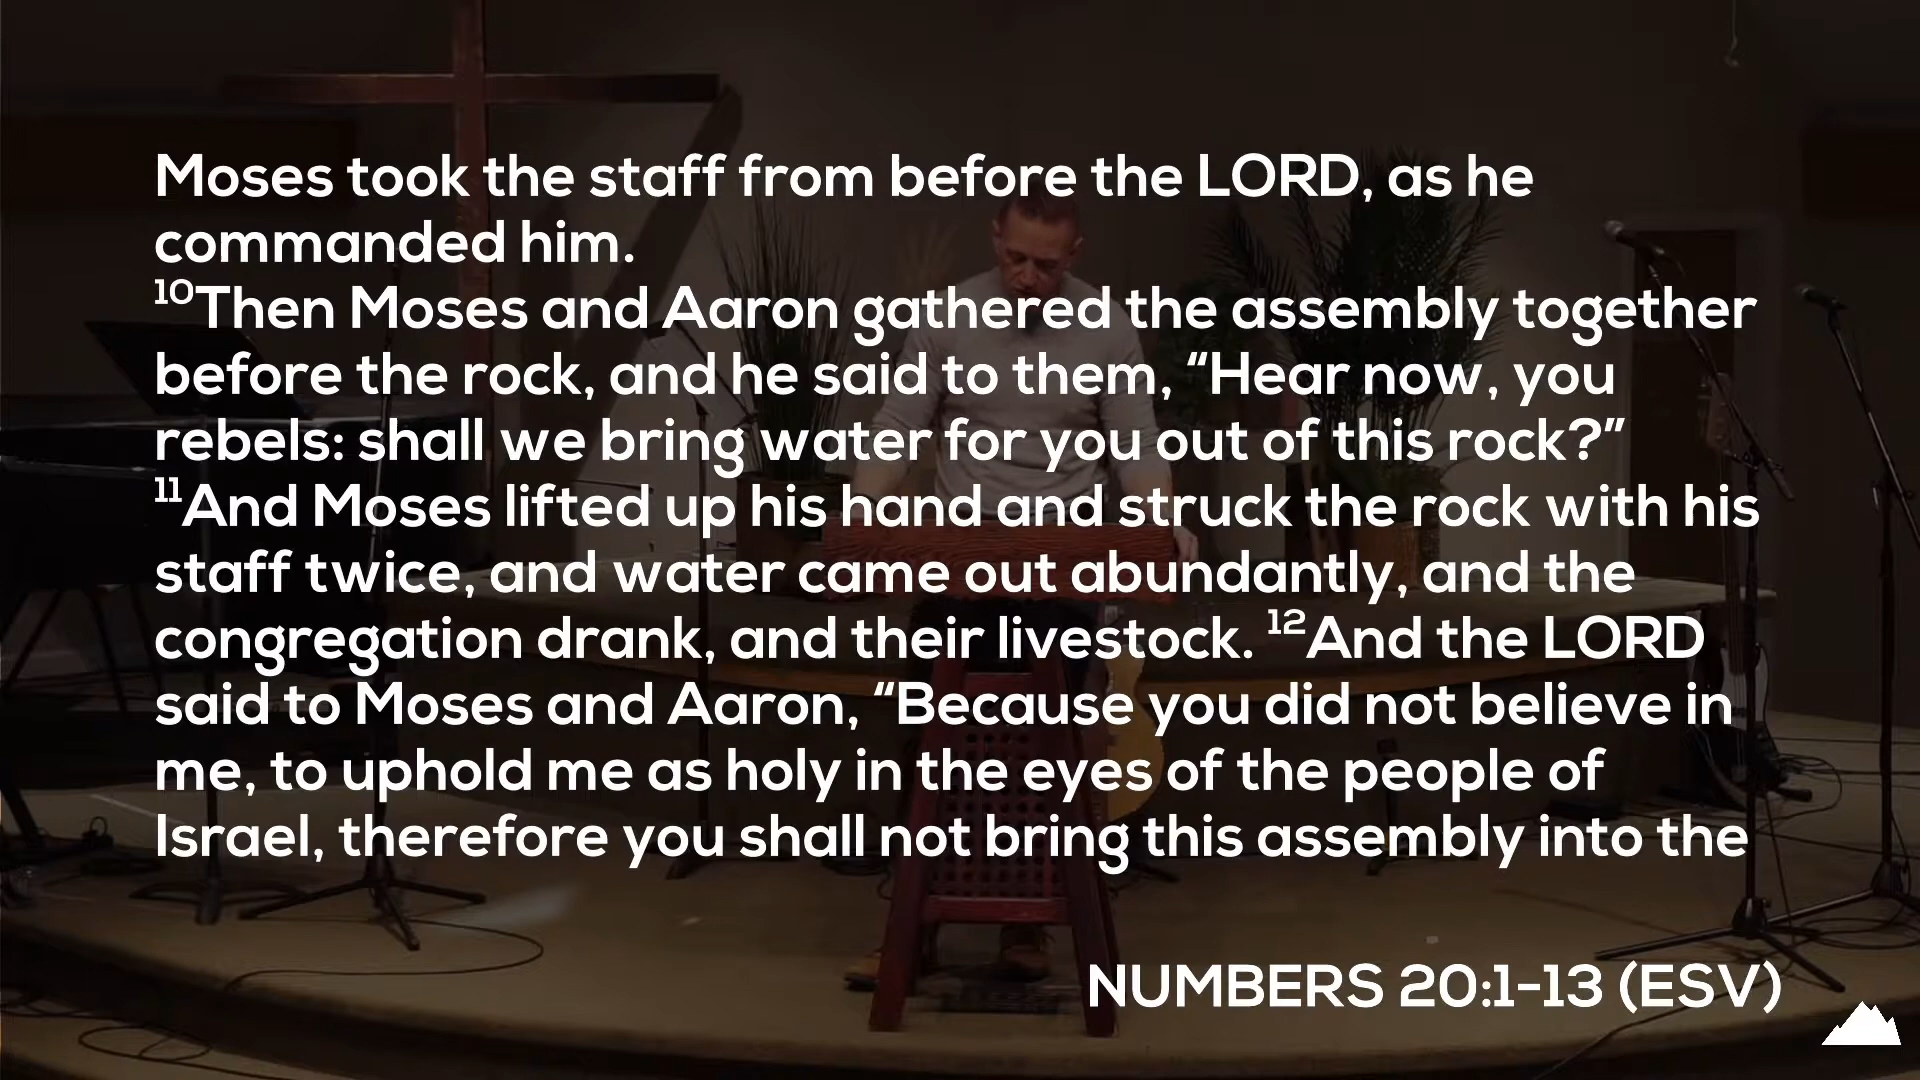 Moses took the staff from before the LORD, as he
commanded him.
10Then Moses and Aaron gathered the assembly together
before the rock, and he said to them, “Hear now, you
rebels: shall we bring water for you out of this rock?”
11And Moses lifted up his hand and struck the rock with his
staff twice, and water came out abundantly, and the
congregation drank, and their livestock. 12And the LORD
said to Moses and Aaron, “Because you did not believe in
me, to uphold me as holy in the eyes of the people of
Israel, therefore you shall not bring this assembly into the
NUMBERS 20:1-13 (ESV)